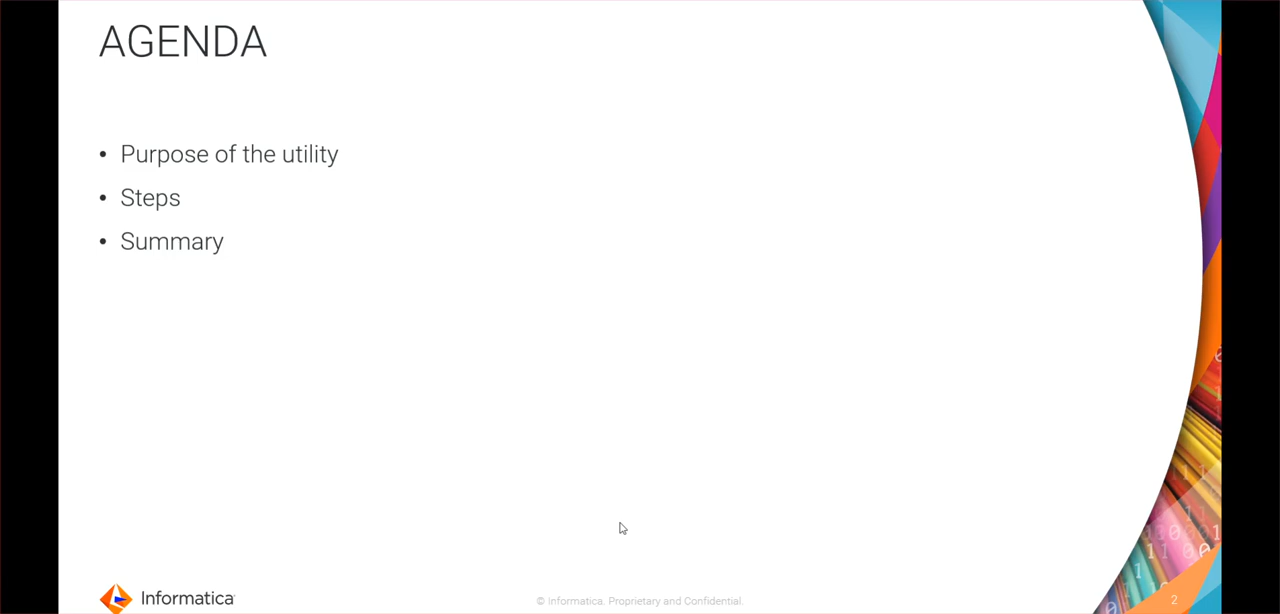 AGENDA
• Purpose of the utility
• Steps
• Summary
Informatica
© Informatica. Proprietary and Confidential.
2